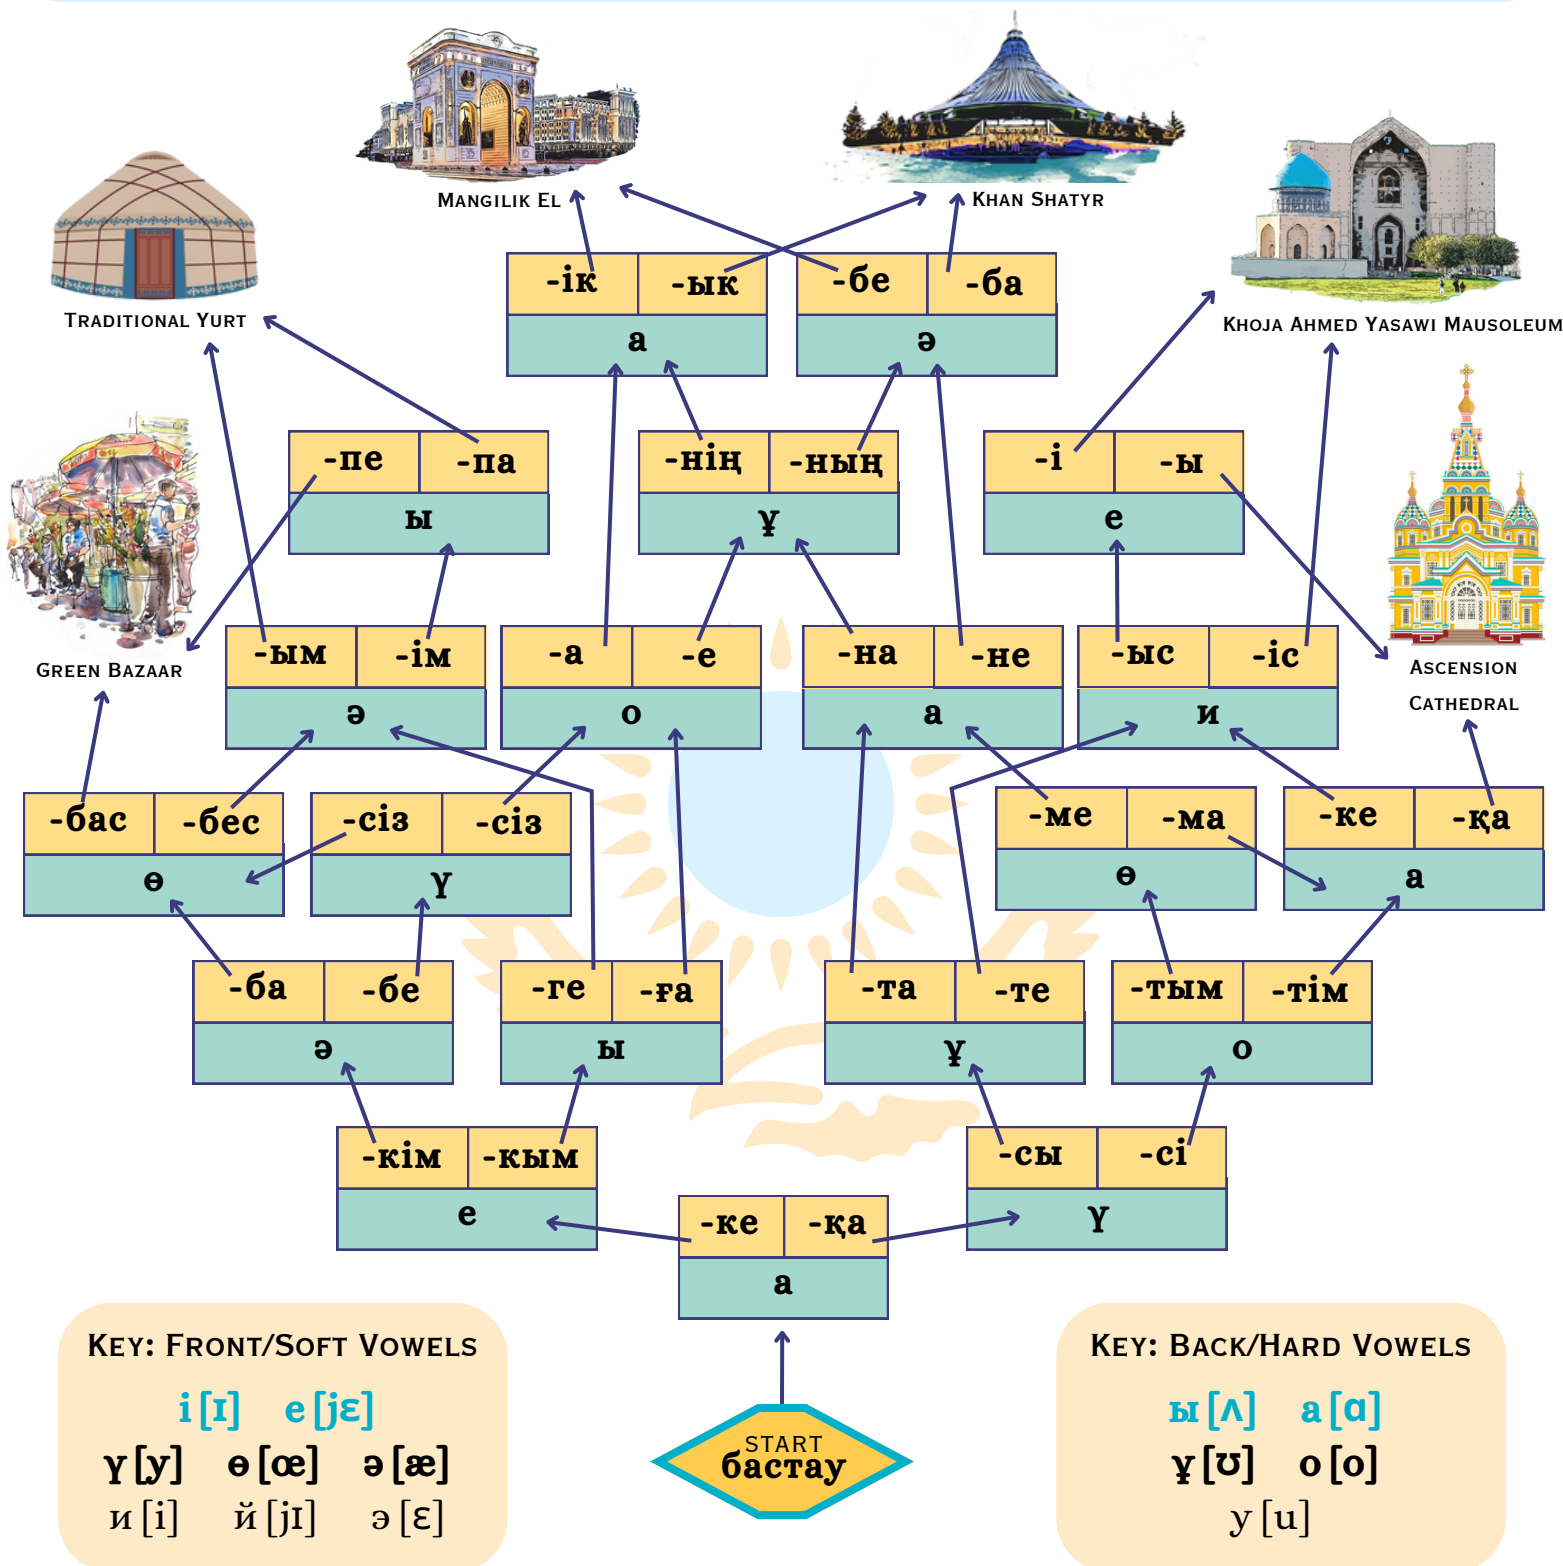 MANGILIK EL
KHAN SHATYR
-ік -ык
а
-бе -ба
ә
TRADITIONAL YURT
KHOJA AHMED YASAWI MAUSOLEUM
-пе -па
ы
-нің -ның
ұ
-і -ы
е
GREEN BAZAAR
-ым -ім
ә
-а -е
о
-на -не
а
-ыс -іс
и
ASCENSION
CATHEDRAL
-бас -бес
ө
-сіз -сіз
ү
-ме -ма
ө
-ке -қа
а
-ба -бе
ә
-ге -ға
ы
-та -те
ұ
-тым -тім
о
-кім -кым
е
-сы -сі
ү
-ке -қа
а
KEY: FRONT/SOFT VOWELS
і [ɪ] е [jɛ]
ү [y] ө [œ] ә [æ]
и [i] й [jɪ] э [ɛ]
START
бастау
KEY: BACK/HARD VOWELS
ы [ʌ] а [ɑ]
ұ [ʊ] о [o]
у [u]